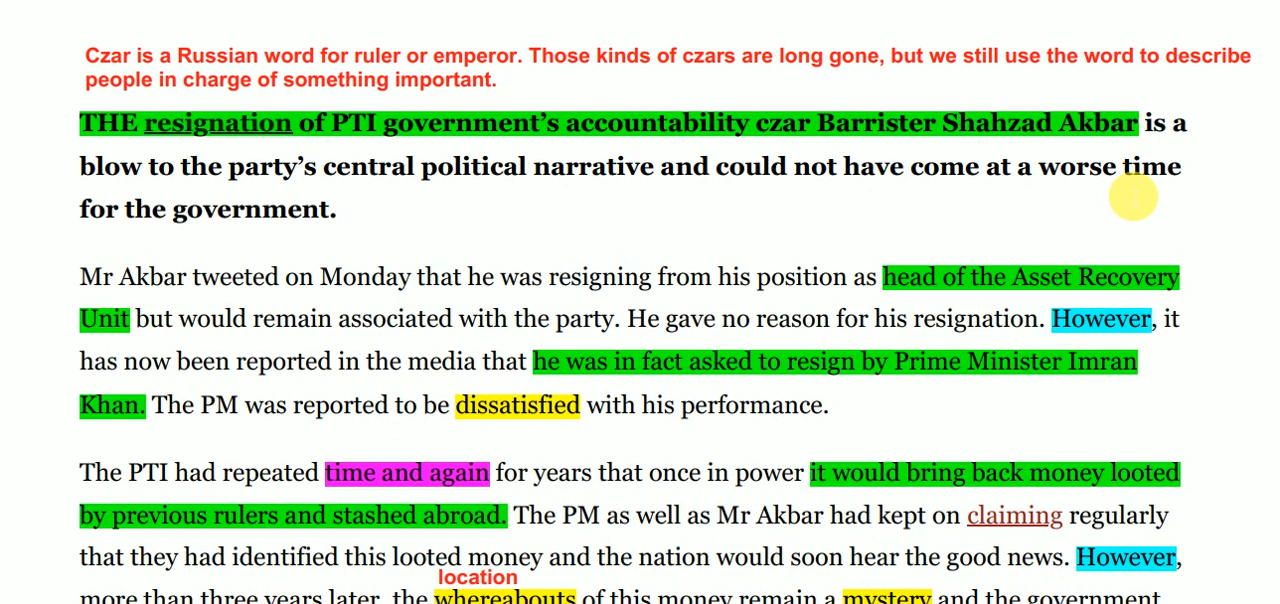 Czar is a Russian word for ruler or emperor. Those kinds of czars are long gone, but we still use the word to describe
people in charge of something important.
THE resignation of PTI government’s accountability czar Barrister Shahzad Akbar is a
blow to the party’s central political narrative and could not have come at a worse time
for the government.
Mr Akbar tweeted on Monday that he was resigning from his position as head of the Asset Recovery
Unit but would remain associated with the party. He gave no reason for his resignation. However, it
has now been reported in the media that he was in fact asked to resign by Prime Minister Imran
Khan. The PM was reported to be dissatisfied with his performance.
The PTI had repeated time and again for years that once in power it would bring back money looted
by previous rulers and stashed abroad. The PM as well as Mr Akbar had kept on claiming regularly
that they had identified this looted money and the nation would soon hear the good news. However,
location
more than three years later, the whereabouts of this money remain a mystery and the government